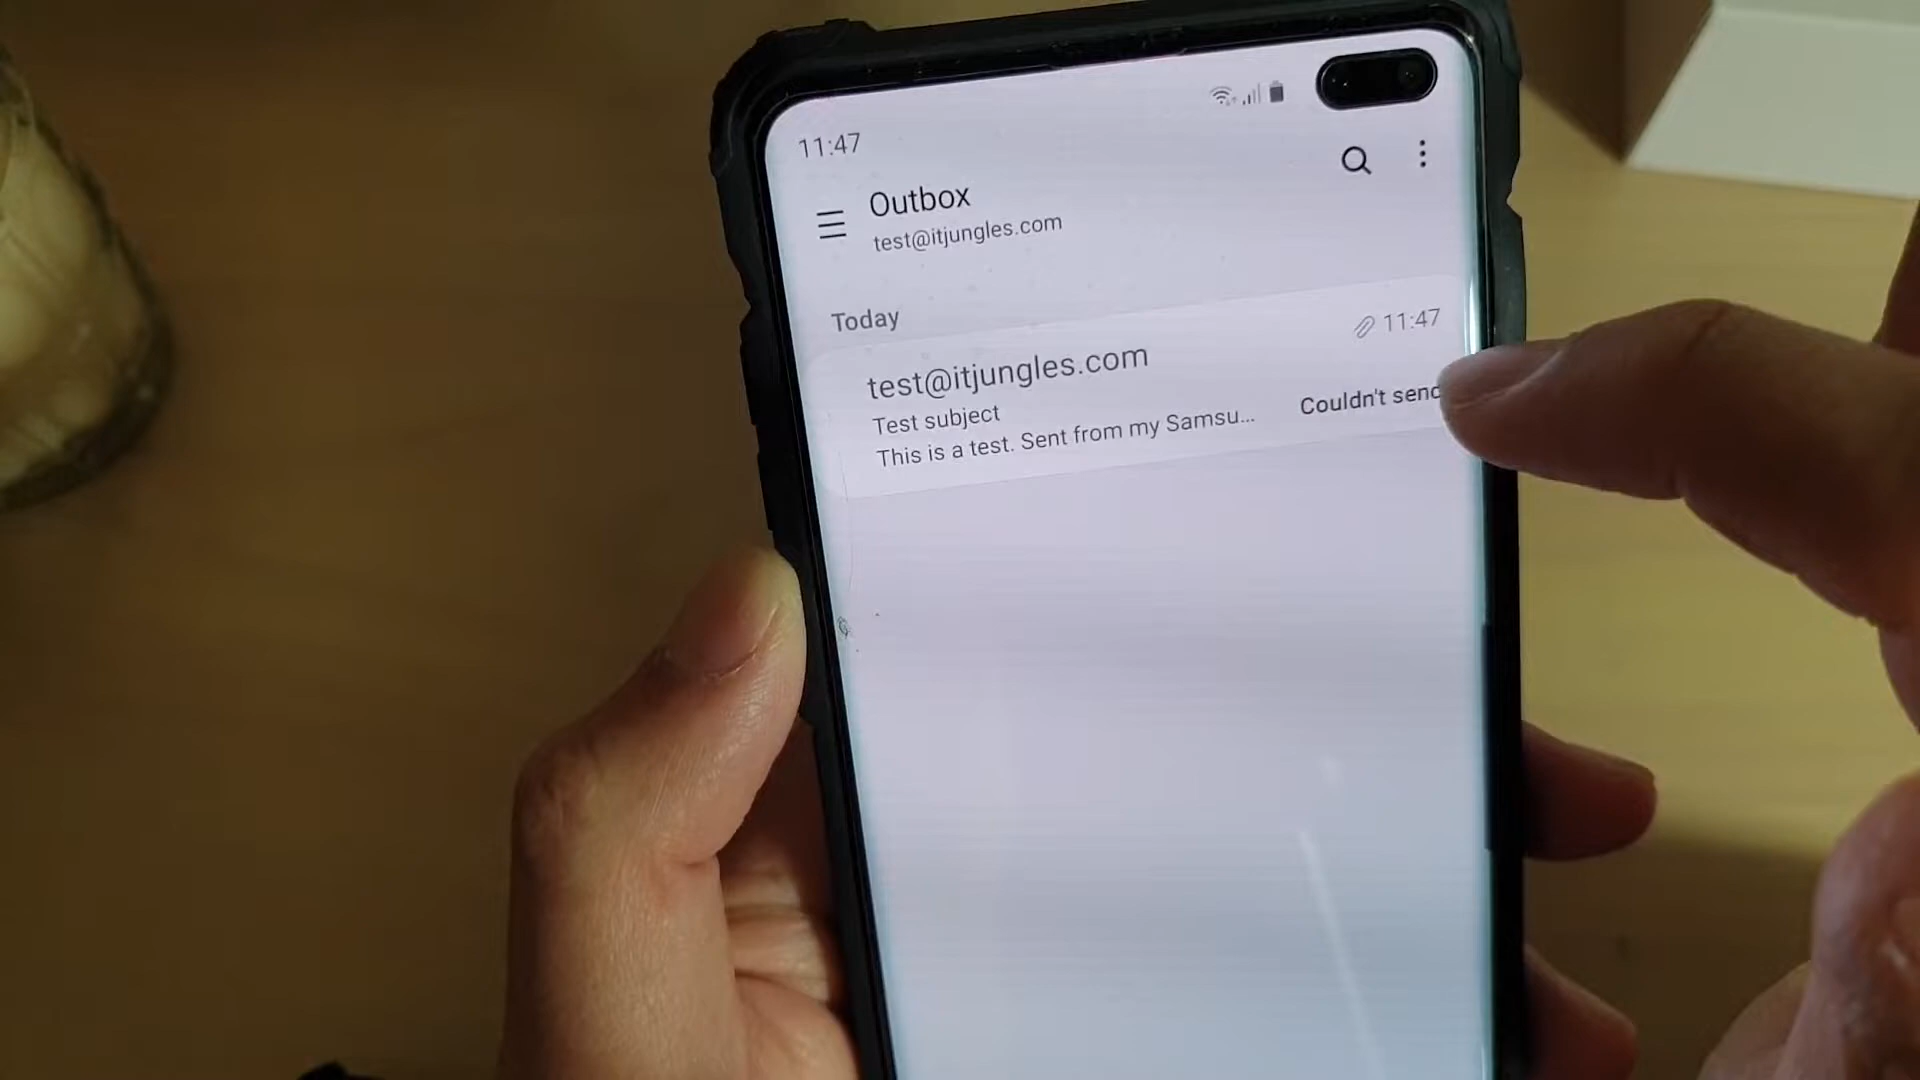 11:47
Outbox
test@itjungles.com
Today
11:47
test@itjungles.com
Test subject
Couldn't send
This is a test. Sent from my Samsu...